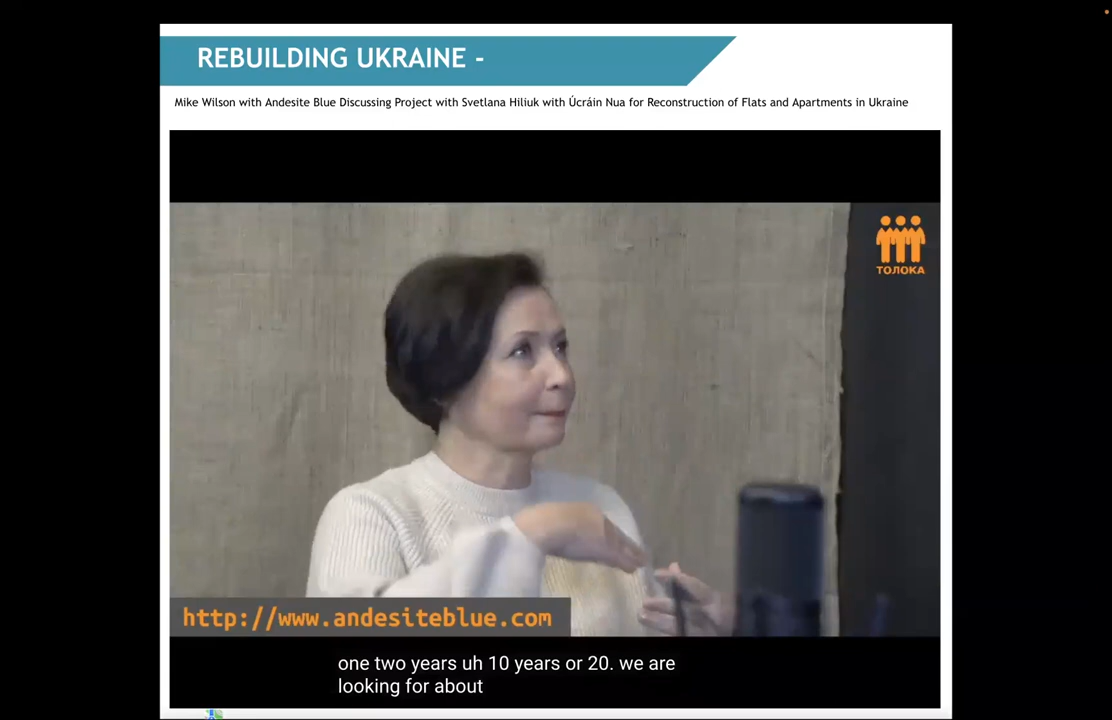 REBUILDING UKRAINE -
Mike Wilson with Andesite Blue Discussing Project with Svetlana Hiliuk with Úcráin Nua for Reconstruction of Flats and Apartments in Ukraine
ТОЛОКА
http://www.andesiteblue.com
one two years uh 10 years or 20. we are
looking for about